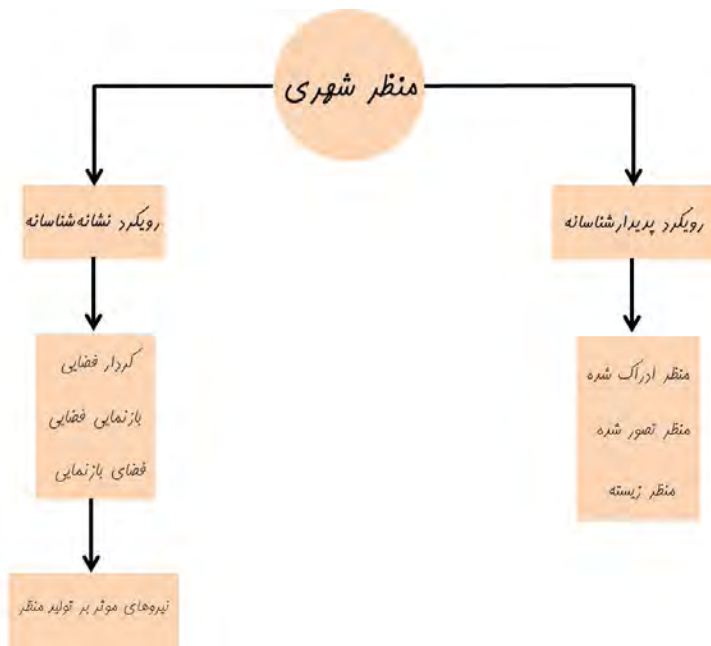 منظر شهری
رویکرد پدیدارشناسانه
منظر ادراک شده
منظر تصور شده
منظر زیسته
رویکرد نشانه‌شناسانه
کردار فضایی
بازنمایی فضایی
فضای بازنمایی
نیروهای موثر بر تولید منظر